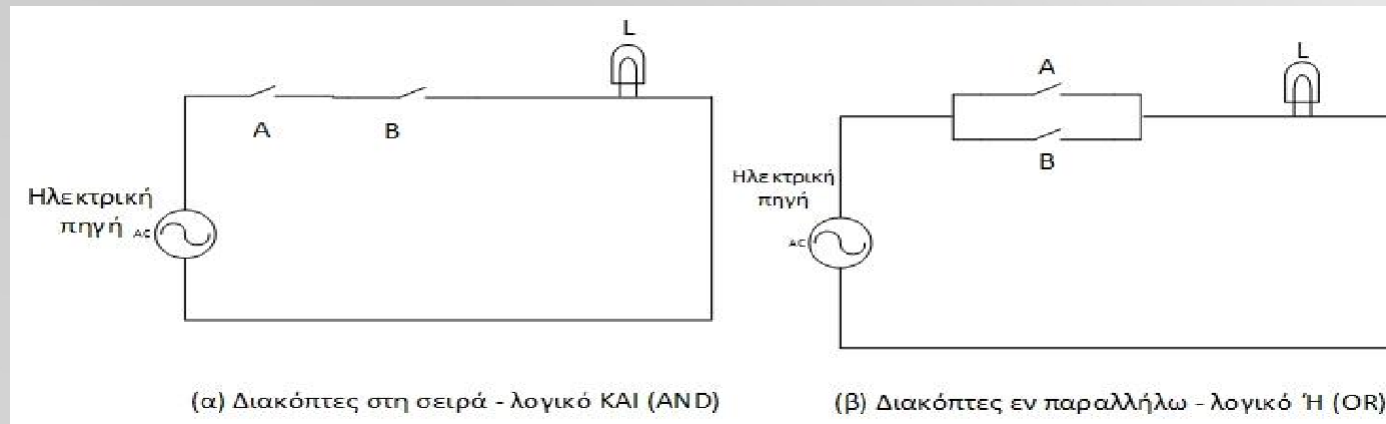 L
A
B
Ηλεκτρική
πηγή
AC
(α) Διακόπτες στη σειρά - λογικό ΚΑΙ (AND)
L
A
B
Ηλεκτρική
πηγή
AC
(β) Διακόπτες εν παραλλήλω - λογικό Ή (OR)